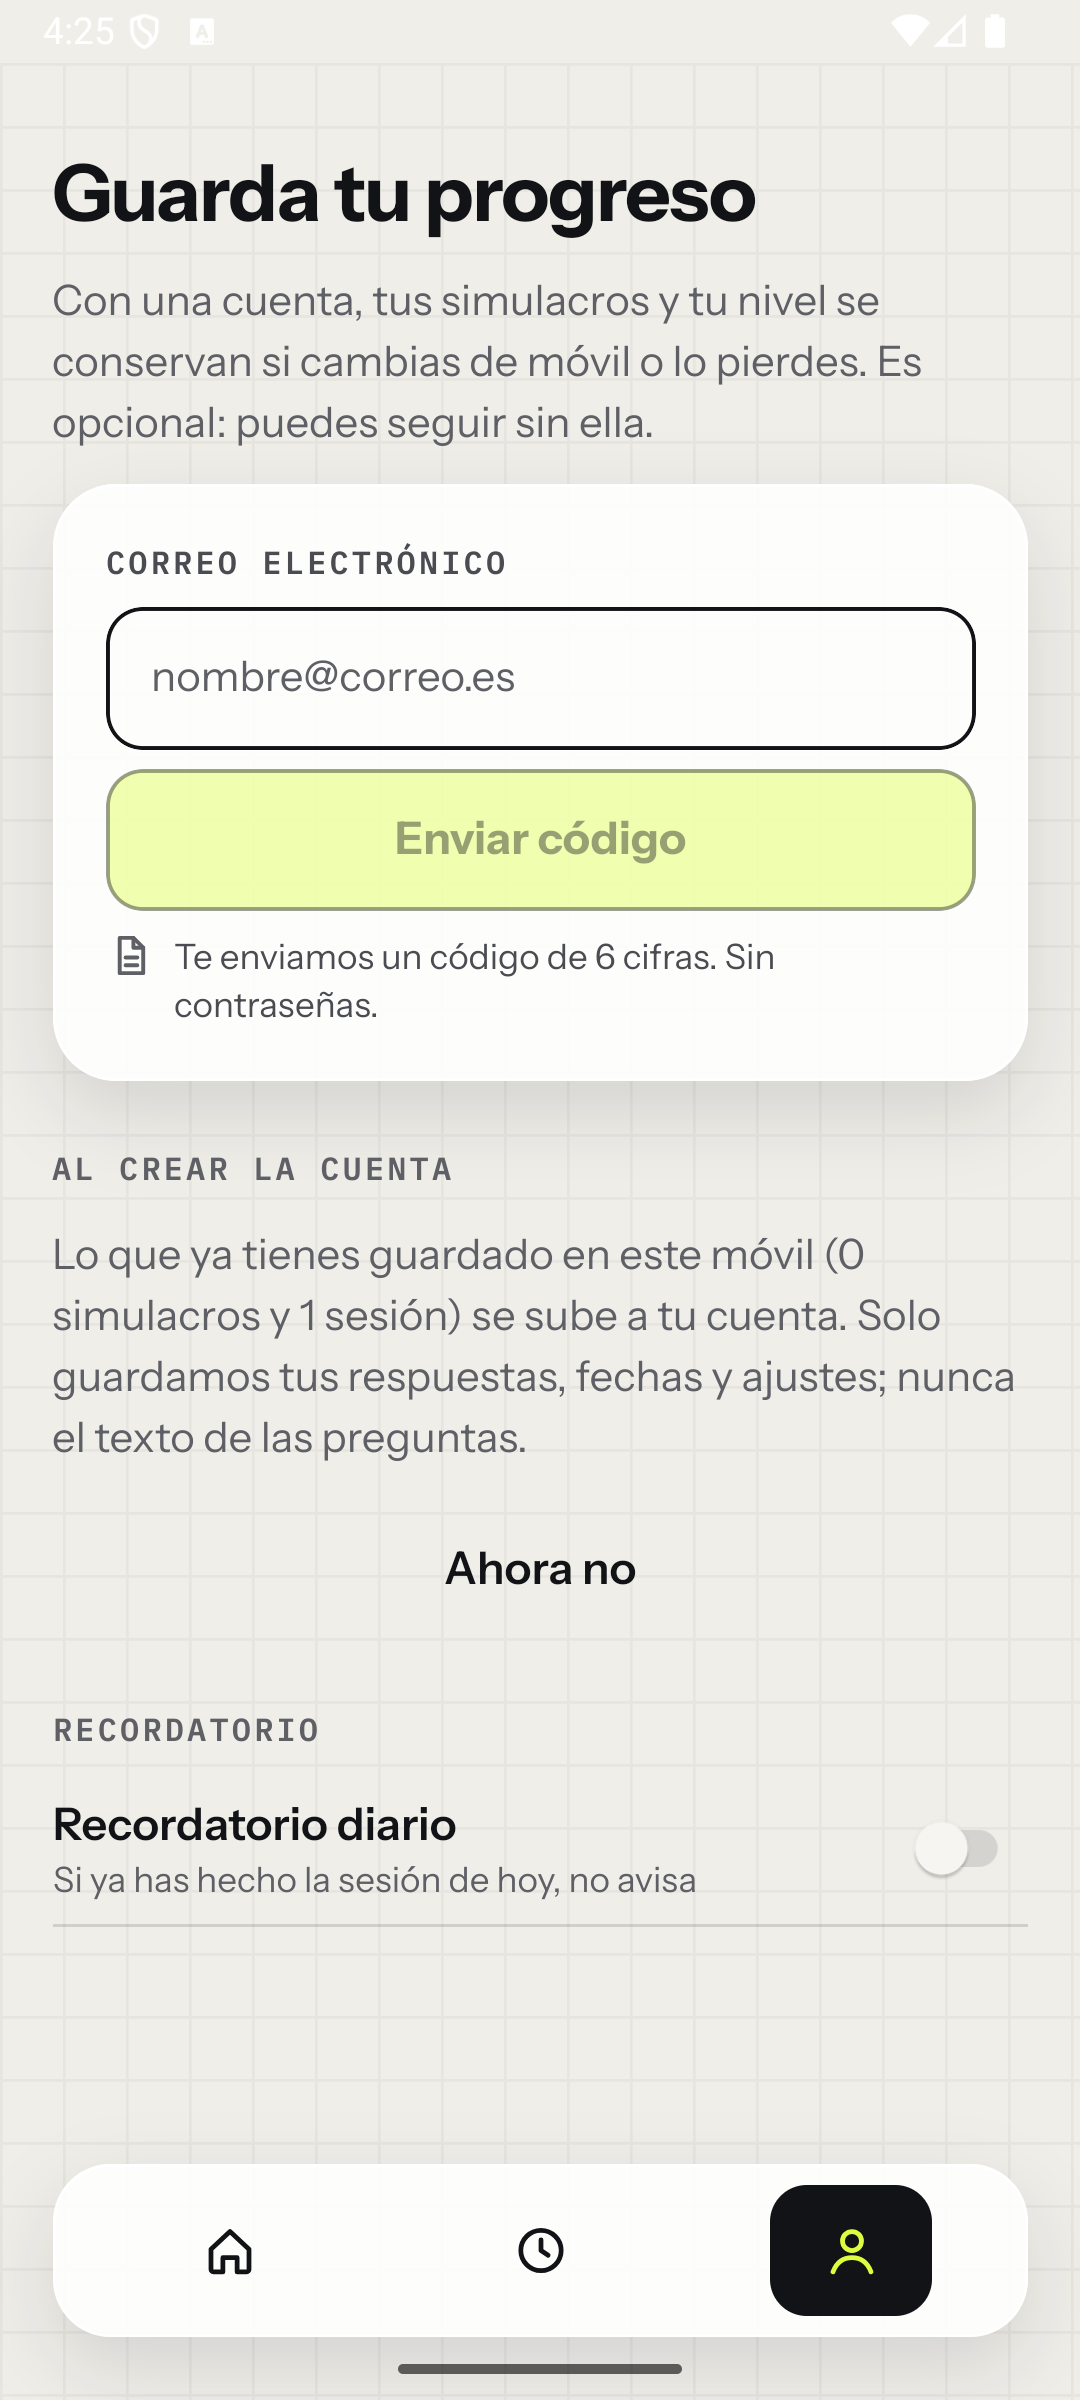 4:25
Guarda tu progreso
Con una cuenta, tus simulacros y tu nivel se
conservan si cambias de móvil o lo pierdes. Es
opcional: puedes seguir sin ella.
CORREO ELECTRÓNICO
nombre@correo.es
Enviar código
Te enviamos un código de 6 cifras. Sin
contraseñas.
AL CREAR LA CUENTA
Lo que ya tienes guardado en este móvil (0
simulacros y 1 sesión) se sube a tu cuenta. Solo
guardamos tus respuestas, fechas y ajustes; nunca
el texto de las preguntas.
Ahora no
RECORDATORIO
Recordatorio diario
Si ya has hecho la sesión de hoy, no avisa